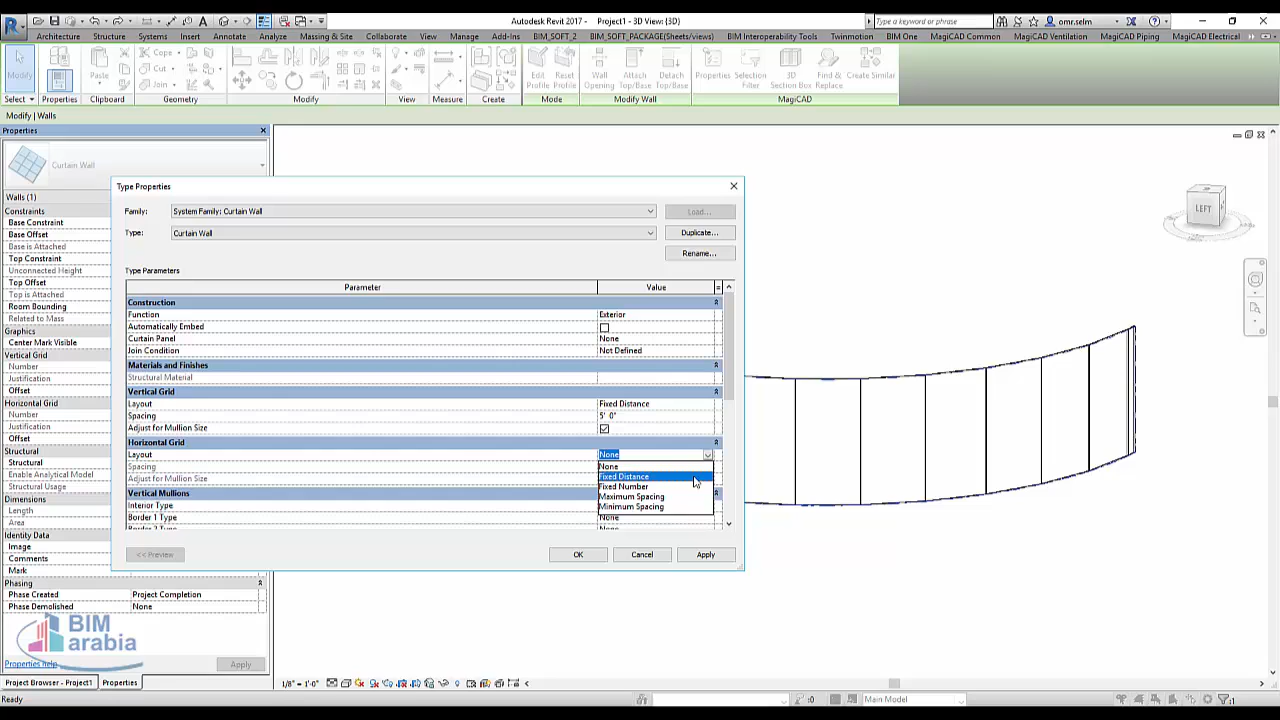 Autodesk Revit 2017 - Project1 - 3D View: {3D}
Type a keyword or phrase
omr.selm
Architecture Structure Systems Insert Annotate Analyze Massing & Site Collaborate View Manage Add-Ins BIM_SOFT_2 BIM_SOFT_PACKAGE(Sheets/views) BIM Interoperability Tools Twinmotion BIM One MagiCAD Common MagiCAD Ventilation MagiCAD Piping MagiCAD Electrical
Modify
Paste
Cope
Cut
Join
Edit Profile
Reset Profile
Wall Opening
Attach Top/Base
Detach Top/Base
Properties
Selection Filter
3D Section Box
Find & Replace
Create Similar
Select Properties Clipboard Geometry Modify View Measure Create Mode Modify Wall MagiCAD
Modify | Walls
Properties
Curtain Wall
Walls (1)
Constraints
Base Constraint
Base Offset
Base is Attached
Top Constraint
Unconnected Height
Top Offset
Top is Attached
Room Bounding
Related to Mass
Graphics
Center Mark Visible
Vertical Grid
Number
Justification
Offset
Horizontal Grid
Number
Justification
Offset
Structural
Structural
Enable Analytical Model
Dimensions
Length
Area
Identity Data
Image
Comments
Mark
Phasing
Phase Created Project Completion
Phase Demolished None
BIM
arabia
Properties help
Apply
Project Browser - Project1 Properties
Type Properties
Family: System Family: Curtain Wall Load...
Type: Curtain Wall Duplicate...
Rename...
Type Parameters
Parameter Value =
Construction
Function Exterior
Automatically Embed
Curtain Panel None
Join Condition Not Defined
Materials and Finishes
Structural Material
Vertical Grid
Layout Fixed Distance
Spacing 5' 0"
Adjust for Mullion Size
Horizontal Grid
Layout None
Spacing
Adjust for Mullion Size
None
Fixed Distance
Fixed Number
Maximum Spacing
Minimum Spacing
Vertical Mullions
Interior Type
Border 1 Type None
Border 2 Type None
<< Preview OK Cancel Apply
LEFT
1/8" = 1'-0"
Ready
:0
Main Model
:1